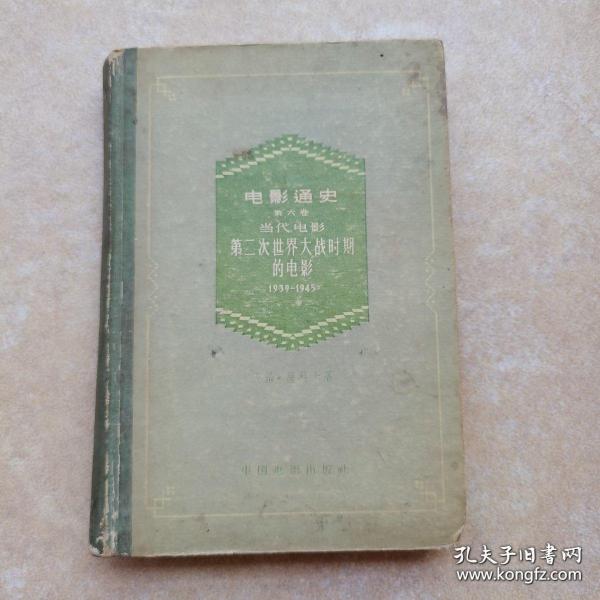 电影通史
第六卷
当代电影
第二次世界大战时期
的电影
1939-1945
中国电影出版社
孔夫子旧书网
www.kongfz.com